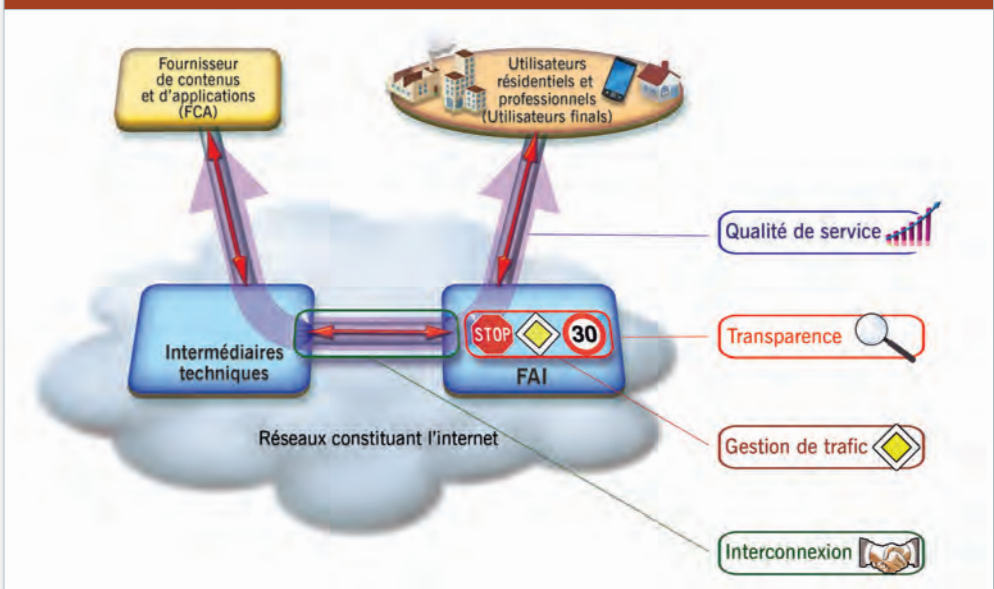 Fournisseur
de contenus
et d'applications
(FCA)
Utilisateurs
résidentiels et
professionnels
(Utilisateurs finals)
Qualité de service
Transparence
Gestion de trafic
Interconnexion
Intermédiaires
techniques
STOP
30
FAI
Réseaux constituant l'internet